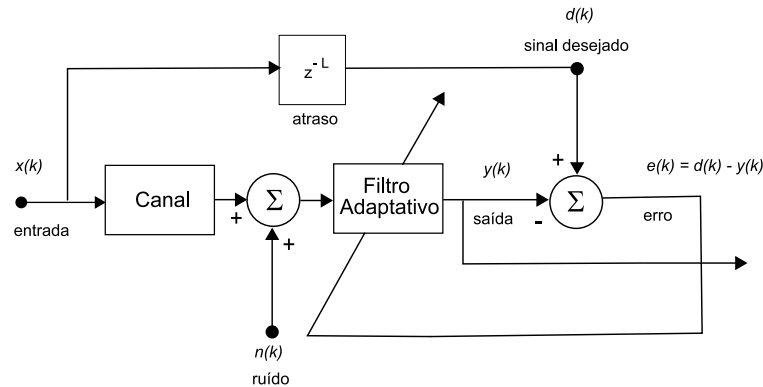 d(k)
sinal desejado
z^-L
atraso
x(k)
entrada
Canal
Σ
+
+
n(k)
ruído
Filtro
Adaptativo
y(k)
saída
+
-
Σ
e(k) = d(k) - y(k)
erro